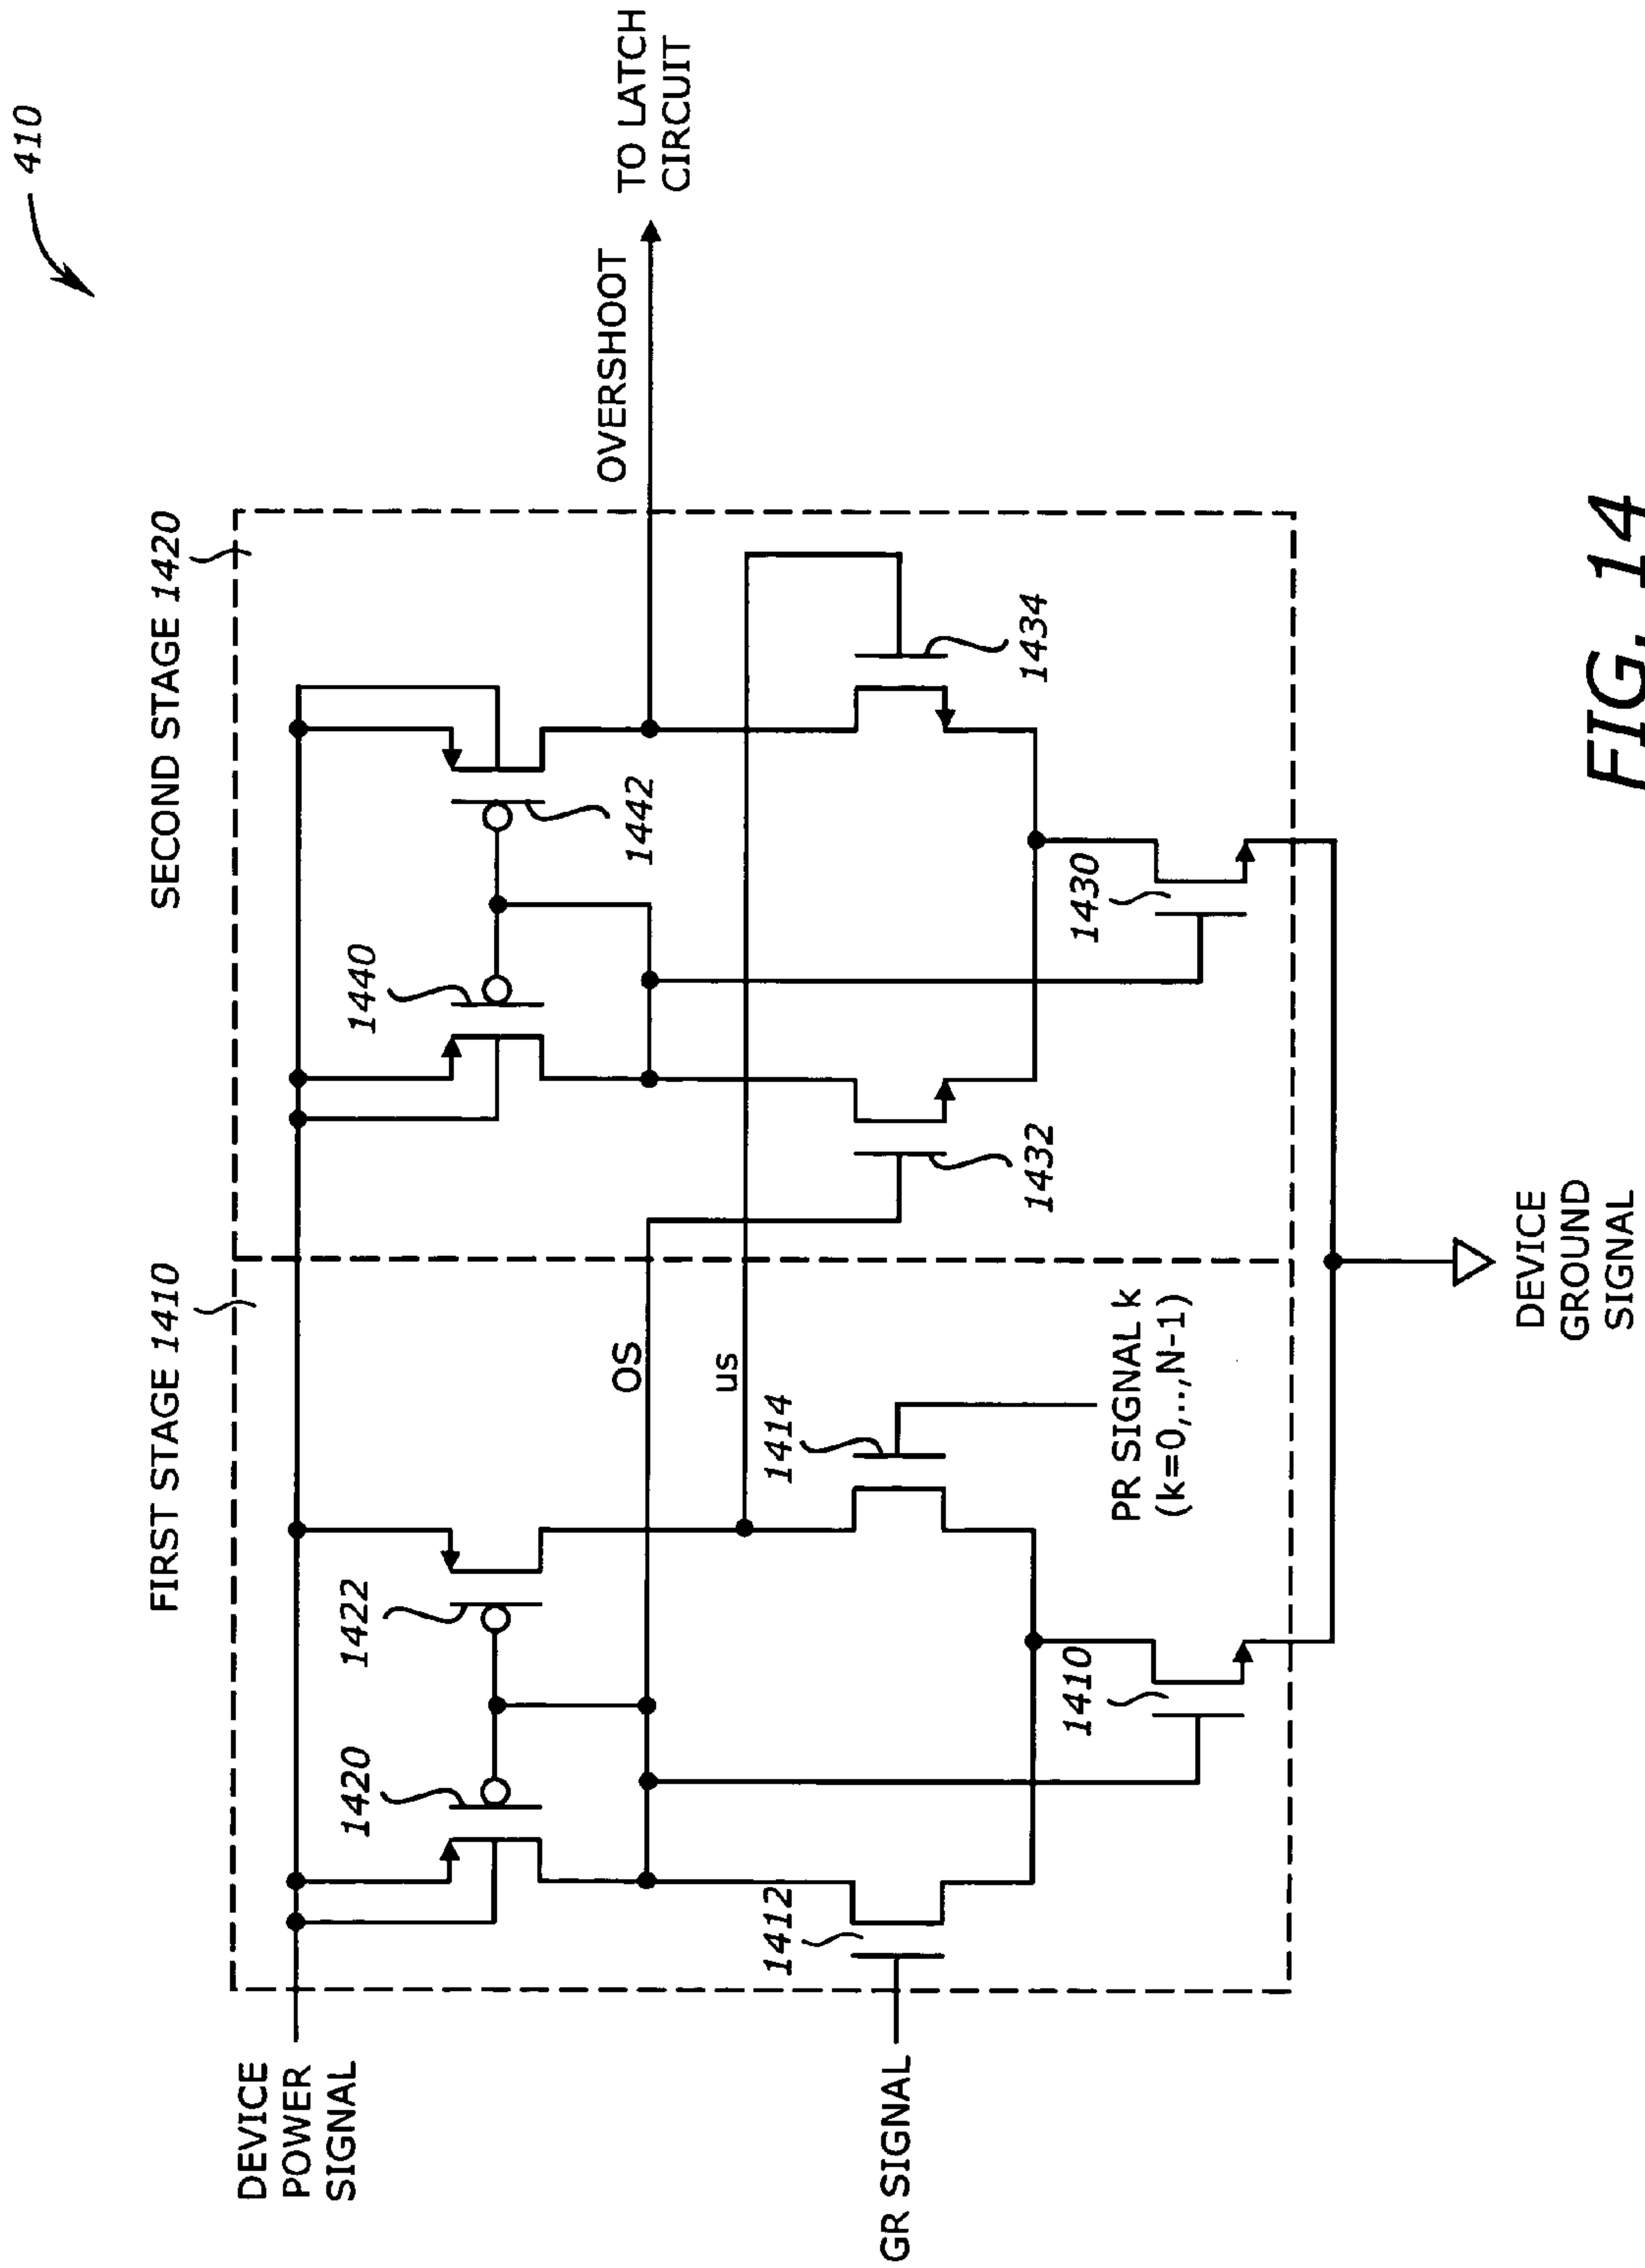 410
FIRST STAGE 1410
SECOND STAGE 1420
DEVICE
POWER
SIGNAL
1420
1422
1440
1442
OS
us
OVERSHOOT
TO LATCH
CIRCUIT
GR SIGNAL
1412
1414
1432
1434
1410
PR SIGNAL k
(k=0,..,N-1)
1430
DEVICE
GROUND
SIGNAL
FIG. 14